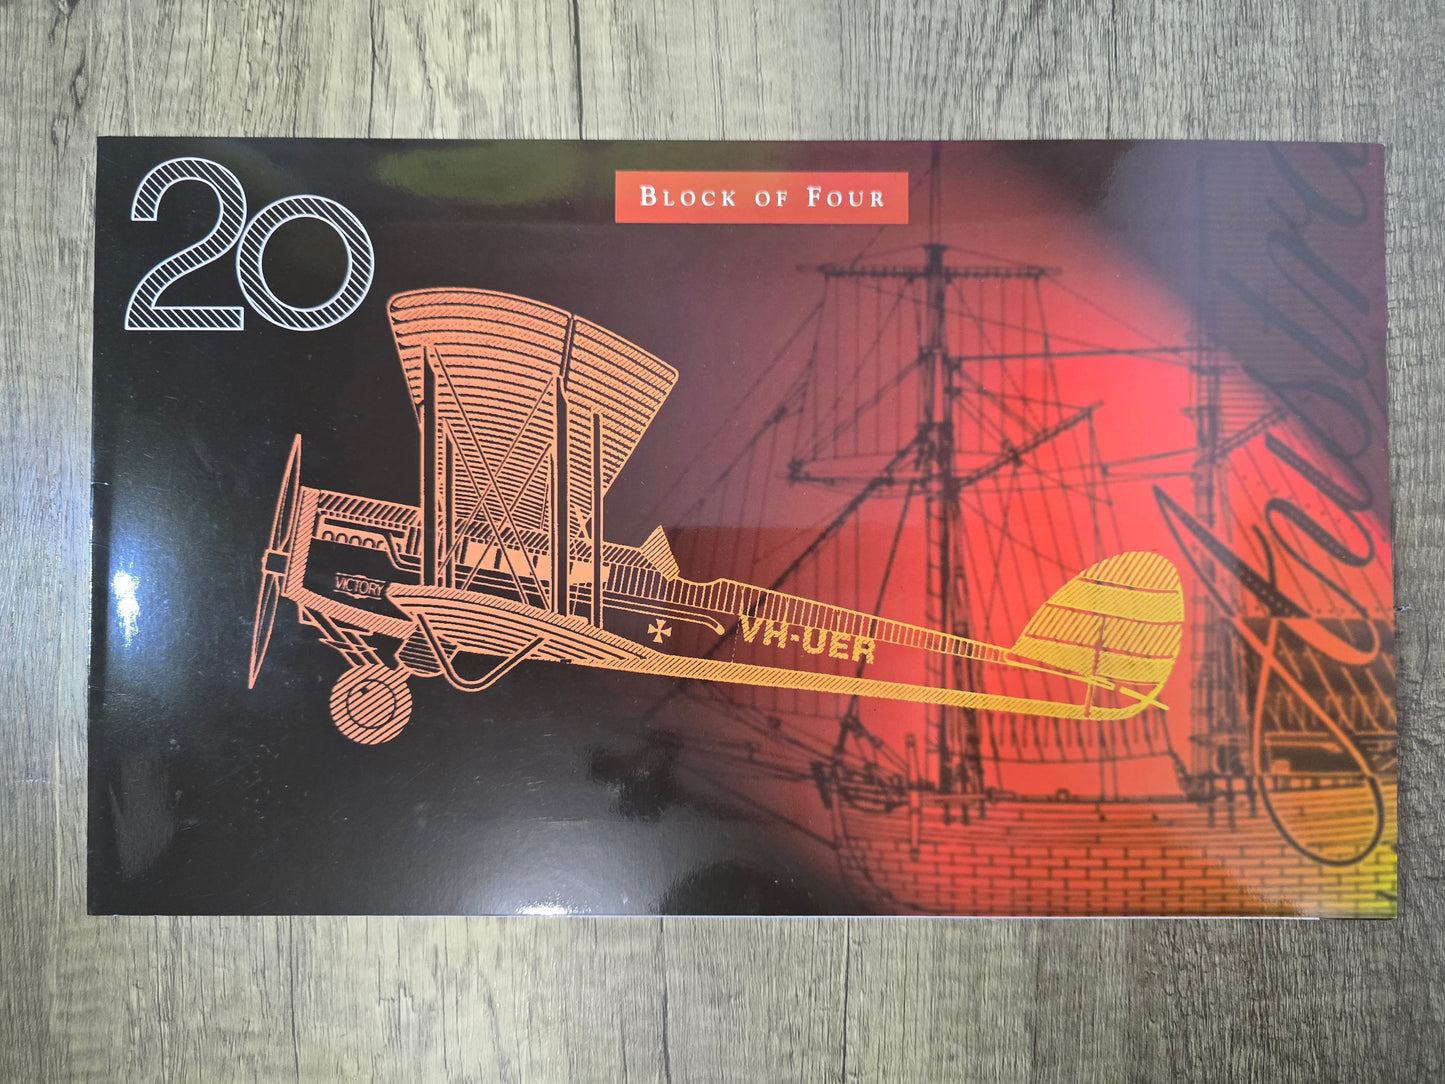 20
BLOCK OF FOUR
VICTORY
VH-UER